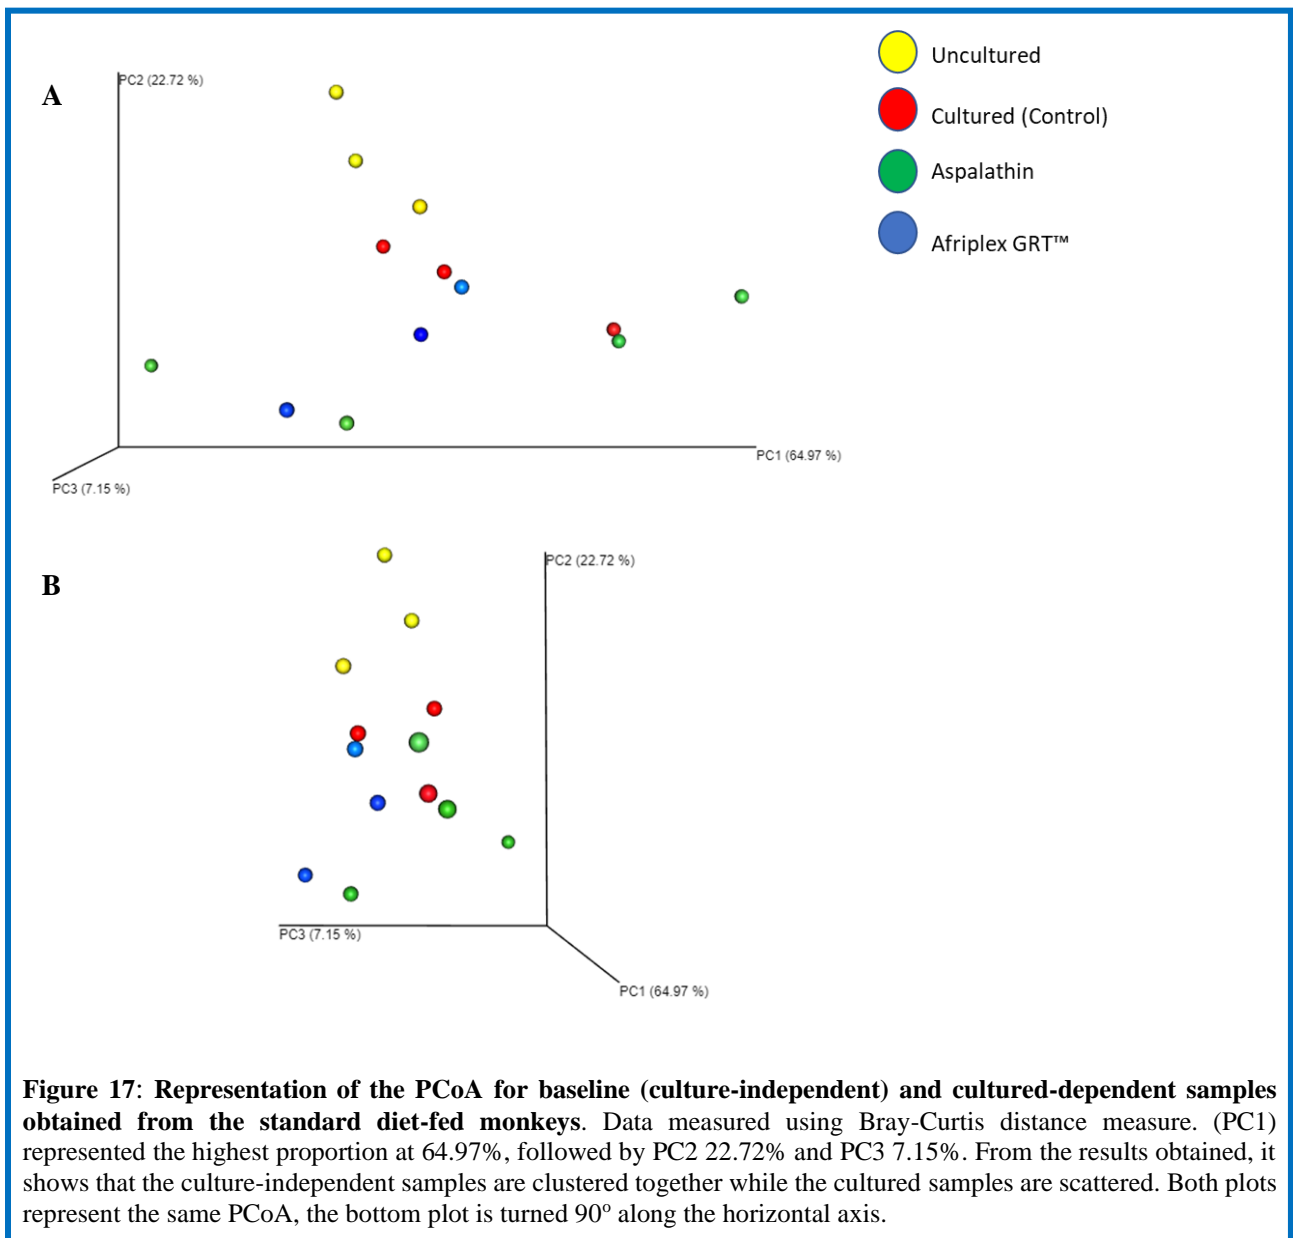 A
PC2 (22.72 %)
Uncultured
Cultured (Control)
Aspalathin
Afriplex GRT™
PC1 (64.97 %)
PC3 (7.15 %)
B
PC2 (22.72 %)
PC3 (7.15 %)
PC1 (64.97 %)
Figure 17: Representation of the PCoA for baseline (culture-independent) and cultured-dependent samples
obtained from the standard diet-fed monkeys. Data measured using Bray-Curtis distance measure. (PC1)
represented the highest proportion at 64.97%, followed by PC2 22.72% and PC3 7.15%. From the results obtained, it
shows that the culture-independent samples are clustered together while the cultured samples are scattered. Both plots
represent the same PCoA, the bottom plot is turned 90º along the horizontal axis.